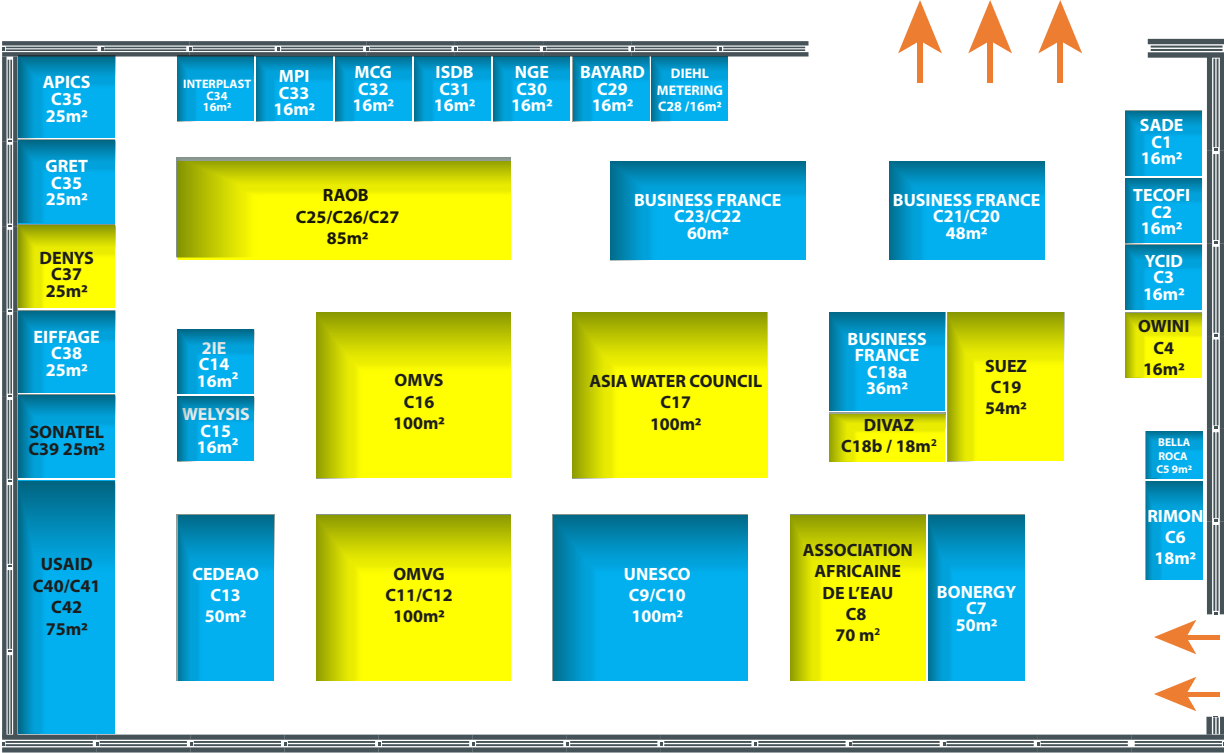 APICS
C35
25m²
INTERPLAST
C34
16m²
MPI
C33
16m²
MCG
C32
16m²
ISDB
C31
16m²
NGE
C30
16m²
BAYARD
C29
16m²
DIEHL
METERING
C28 /16m²
SADE
C1
16m²
GRET
C35
25m²
RAOB
C25/C26/C27
85m²
BUSINESS FRANCE
C23/C22
60m²
BUSINESS FRANCE
C21/C20
48m²
TECOFI
C2
16m²
DENYS
C37
25m²
YCID
C3
16m²
EIFFAGE
C38
25m²
2IE
C14
16m²
OMVS
C16
100m²
ASIA WATER COUNCIL
C17
100m²
BUSINESS
FRANCE
C18a
36m²
SUEZ
C19
54m²
OWINI
C4
16m²
SONATEL
C39 25m²
WELYSIS
C15
16m²
DIVAZ
C18b / 18m²
BELLA
ROCA
C5 9m²
RIMON
C6
18m²
USAID
C40/C41
C42
75m²
CEDEAO
C13
50m²
OMVG
C11/C12
100m²
UNESCO
C9/C10
100m²
ASSOCIATION
AFRICAINE
DE L'EAU
C8
70 m²
BONERGY
C7
50m²